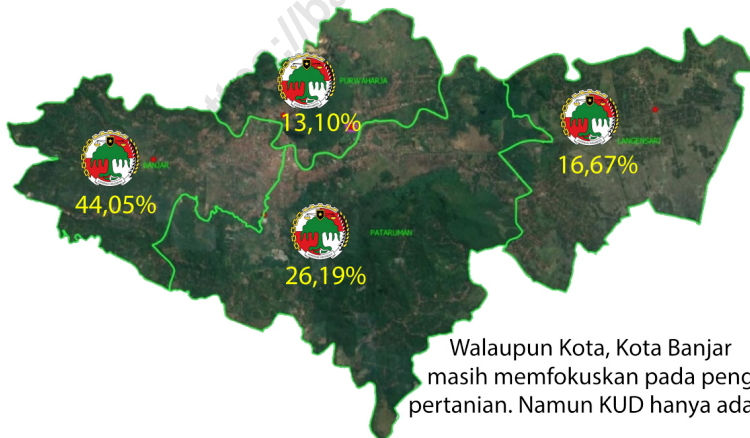 PURWAHARJA
13,10%
LANGENSARI
16,67%
BANJAR
44,05%
PATARUMAN
26,19%
Walaupun Kota, Kota Banjar
masih memfokuskan pada peng
pertanian. Namun KUD hanya ada